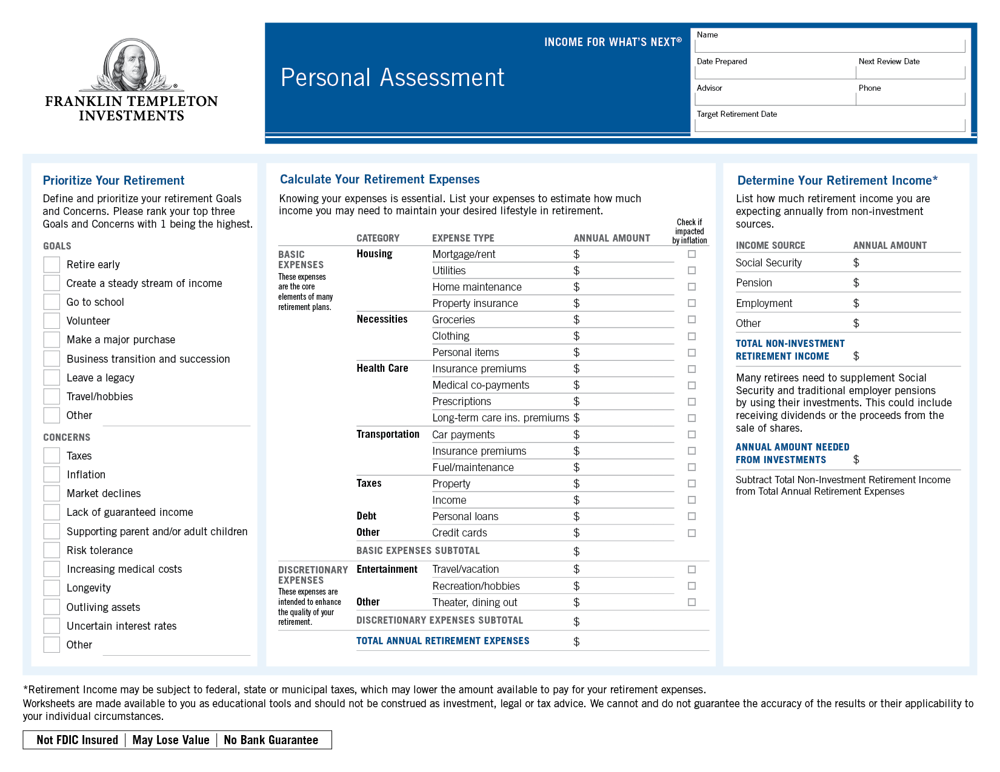 FRANKLIN TEMPLETON
INVESTMENTS
INCOME FOR WHAT'S NEXT®
Personal Assessment
Name
Date Prepared Next Review Date
Advisor Phone
Target Retirement Date
Prioritize Your Retirement
Define and prioritize your retirement Goals
and Concerns. Please rank your top three
Goals and Concerns with 1 being the highest.
GOALS
Retire early
Create a steady stream of income
Go to school
Volunteer
Make a major purchase
Business transition and succession
Leave a legacy
Travel/hobbies
Other
CONCERNS
Taxes
Inflation
Market declines
Lack of guaranteed income
Supporting parent and/or adult children
Risk tolerance
Increasing medical costs
Longevity
Outliving assets
Uncertain interest rates
Other
Calculate Your Retirement Expenses
Knowing your expenses is essential. List your expenses to estimate how much
income you may need to maintain your desired lifestyle in retirement.
Check if
impacted
by inflation
CATEGORY EXPENSE TYPE ANNUAL AMOUNT
BASIC
EXPENSES
These expenses
are the core
elements of many
retirement plans.
Housing Mortgage/rent $
Utilities $
Home maintenance $
Property insurance $
Necessities Groceries $
Clothing $
Personal items $
Health Care Insurance premiums $
Medical co-payments $
Prescriptions $
Long-term care ins. premiums $
Transportation Car payments $
Insurance premiums $
Fuel/maintenance $
Taxes Property $
Income $
Debt Personal loans $
Other Credit cards $
BASIC EXPENSES SUBTOTAL $
DISCRETIONARY
EXPENSES
These expenses are
intended to enhance
the quality of your
retirement.
Entertainment Travel/vacation $
Recreation/hobbies $
Other Theater, dining out $
DISCRETIONARY EXPENSES SUBTOTAL $
TOTAL ANNUAL RETIREMENT EXPENSES $
Determine Your Retirement Income*
List how much retirement income you are
expecting annually from non-investment
sources.
INCOME SOURCE ANNUAL AMOUNT
Social Security $
Pension $
Employment $
Other $
TOTAL NON-INVESTMENT
RETIREMENT INCOME $
Many retirees need to supplement Social
Security and traditional employer pensions
by using their investments. This could include
receiving dividends or the proceeds from the
sale of shares.
ANNUAL AMOUNT NEEDED
FROM INVESTMENTS $
Subtract Total Non-Investment Retirement Income
from Total Annual Retirement Expenses
*Retirement Income may be subject to federal, state or municipal taxes, which may lower the amount available to pay for your retirement expenses.
Worksheets are made available to you as educational tools and should not be construed as investment, legal or tax advice. We cannot and do not guarantee the accuracy of the results or their applicability to
your individual circumstances.
Not FDIC Insured | May Lose Value | No Bank Guarantee